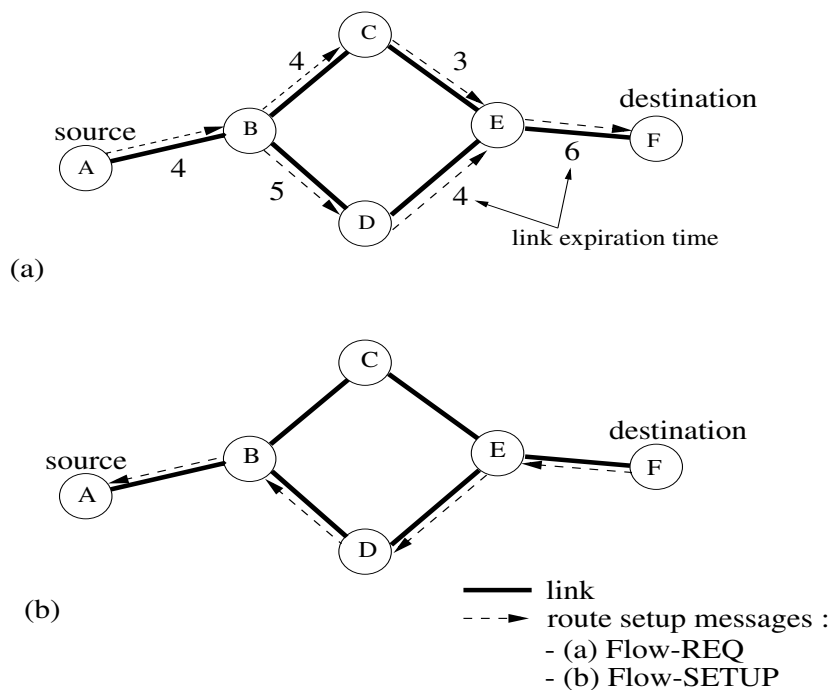 C
4
3
destination
source
B
E
F
A
4
6
5
4
D
link expiration time
(a)
C
destination
source
B
E
F
A
D
link
(b)
route setup messages :
- (a) Flow-REQ
- (b) Flow-SETUP